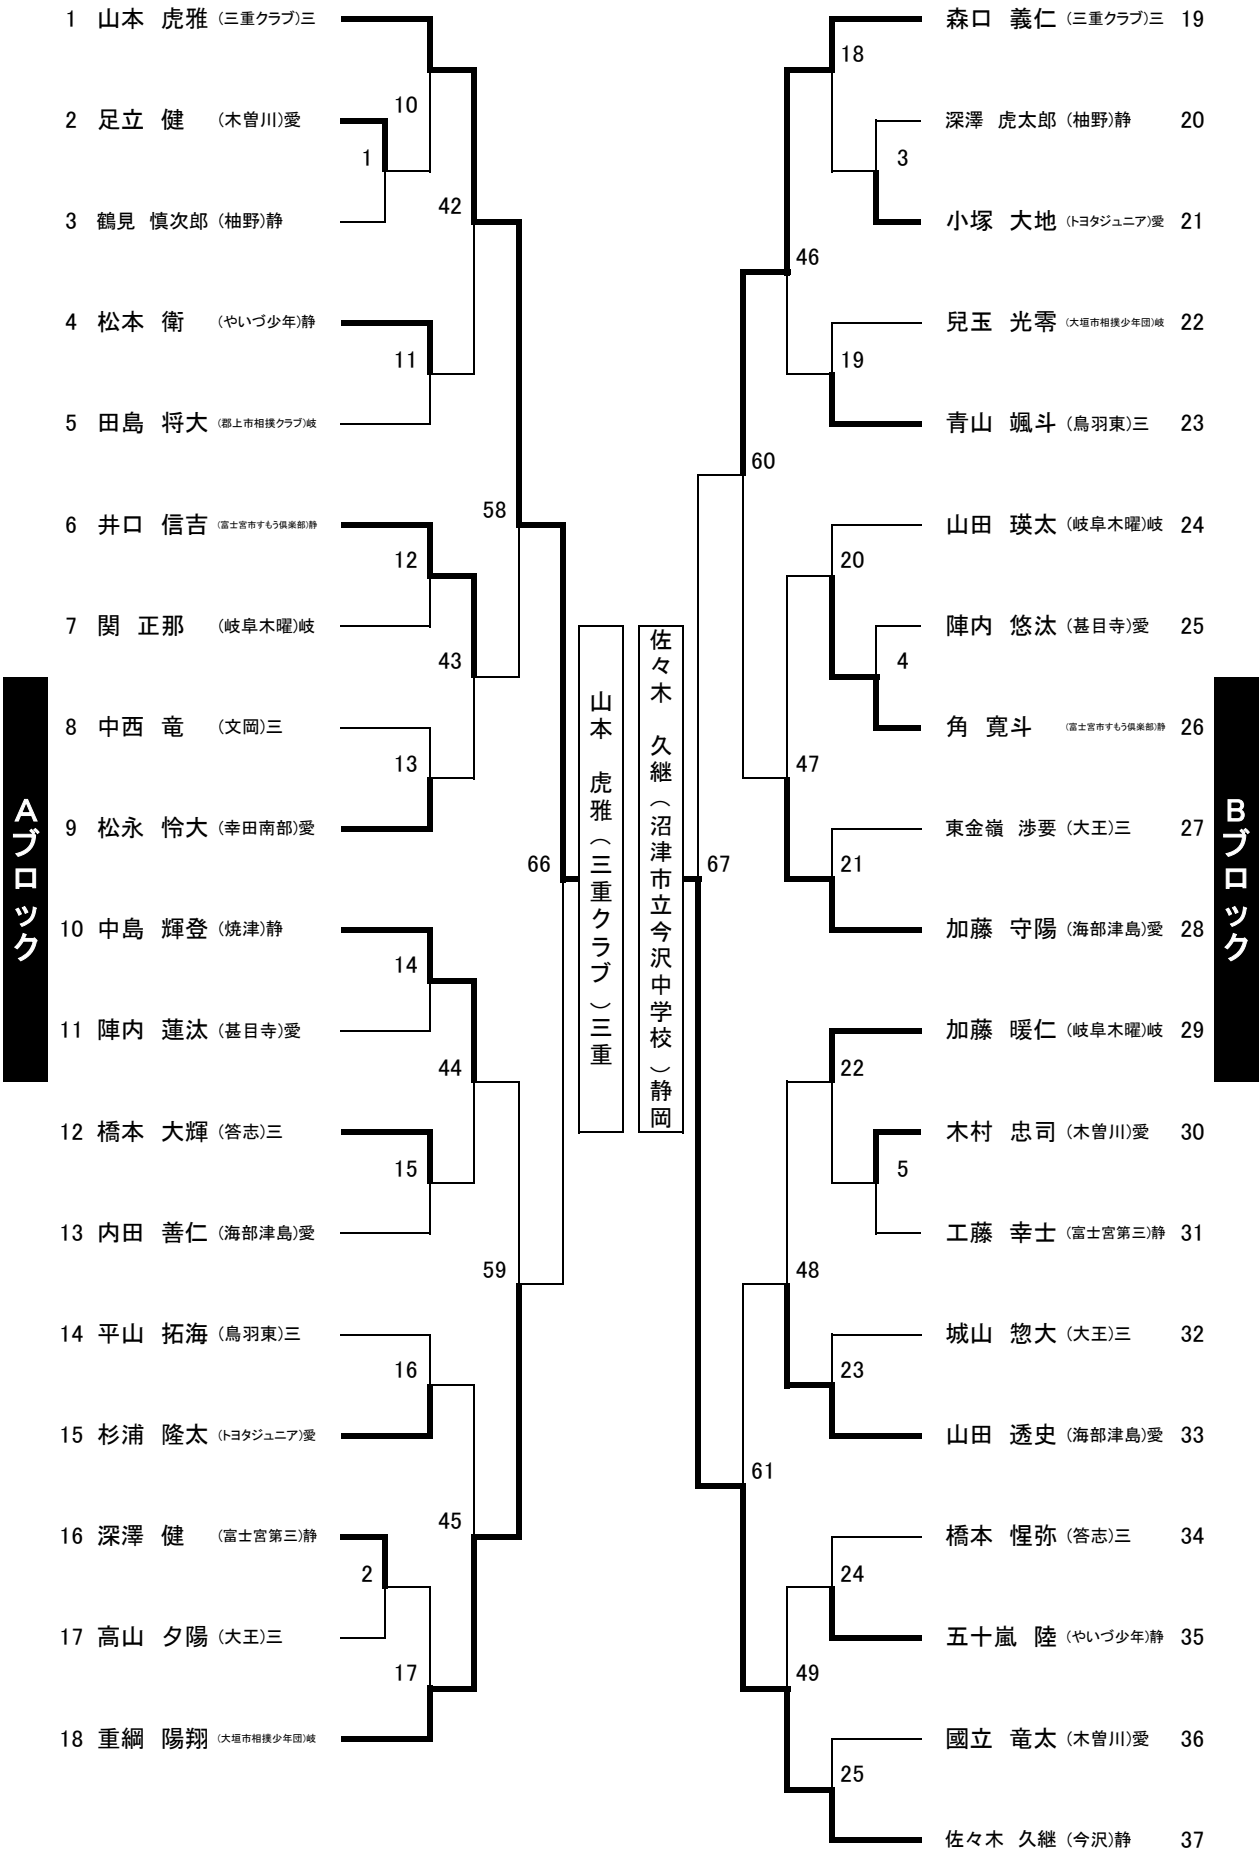 1 山本 虎雅 (三重クラブ)三
2 足立 健 (木曽川)愛
3 鶴見 慎次郎 (柚野)静
4 松本 衛 (やいづ少年)静
5 田島 将大 (郡上市相撲クラブ)岐
6 井口 信吉 (富士宮市すもう倶楽部)静
7 関 正那 (岐阜木曜)岐
8 中西 竜 (文岡)三
9 松永 怜大 (幸田南部)愛
10 中島 輝登 (焼津)静
11 陣内 蓮汰 (甚目寺)愛
12 橋本 大輝 (答志)三
13 内田 善仁 (海部津島)愛
14 平山 拓海 (鳥羽東)三
15 杉浦 隆太 (トヨタジュニア)愛
16 深澤 健 (富士宮第三)静
17 高山 夕陽 (大王)三
18 重綱 陽翔 (大垣市相撲少年団)岐
Aブロック
1
2
10
11
12
13
14
15
16
17
42
43
44
45
58
59
66
山本 虎雅(三重クラブ)三重
佐々木 久継(沼津市立今沢中学校)静岡
67
60
61
46
47
48
49
18
19
20
21
22
23
24
25
3
4
5
森口 義仁 (三重クラブ)三 19
深澤 虎太郎 (柚野)静 20
小塚 大地 (トヨタジュニア)愛 21
兒玉 光零 (大垣市相撲少年団)岐 22
青山 颯斗 (鳥羽東)三 23
山田 瑛太 (岐阜木曜)岐 24
陣内 悠汰 (甚目寺)愛 25
角 寛斗 (富士宮市すもう倶楽部)静 26
東金嶺 渉要 (大王)三 27
加藤 守陽 (海部津島)愛 28
加藤 暖仁 (岐阜木曜)岐 29
木村 忠司 (木曽川)愛 30
工藤 幸士 (富士宮第三)静 31
城山 惣大 (大王)三 32
山田 透史 (海部津島)愛 33
橋本 惺弥 (答志)三 34
五十嵐 陸 (やいづ少年)静 35
國立 竜太 (木曽川)愛 36
佐々木 久継 (今沢)静 37
Bブロック